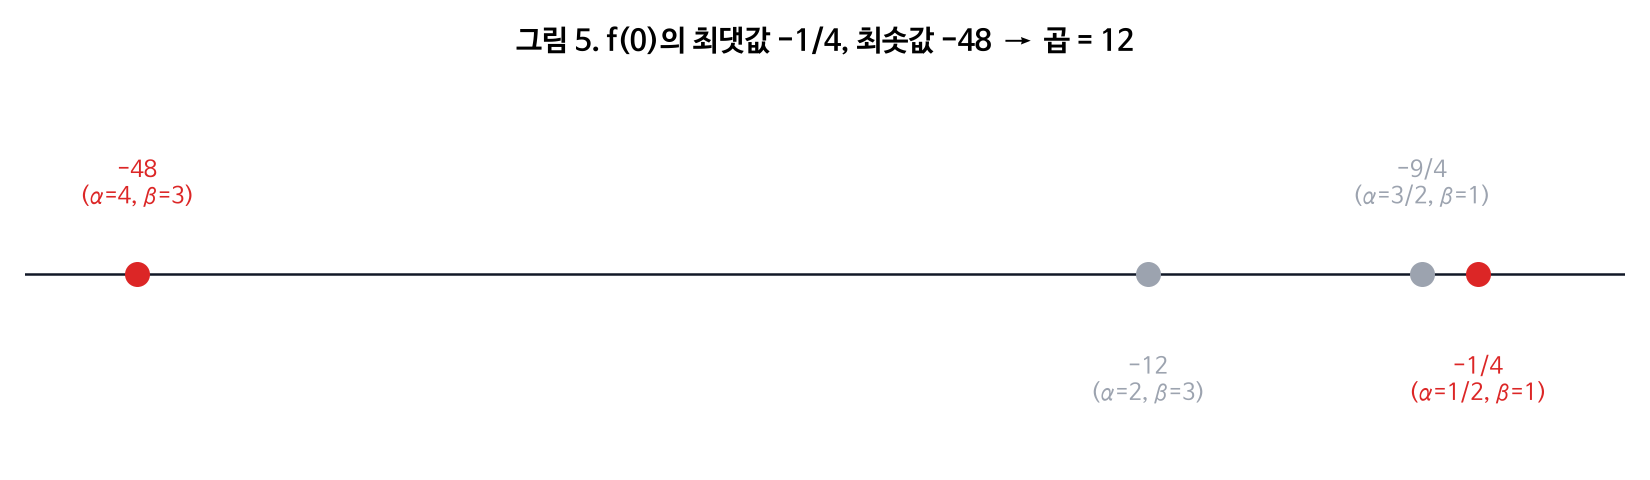 그림 5. f(0)의 최댓값 −1/4, 최솟값 −48 → 곱 = 12
−48
(α=4, β=3)
−9/4
(α=3/2, β=1)
−12
(α=2, β=3)
−1/4
(α=1/2, β=1)